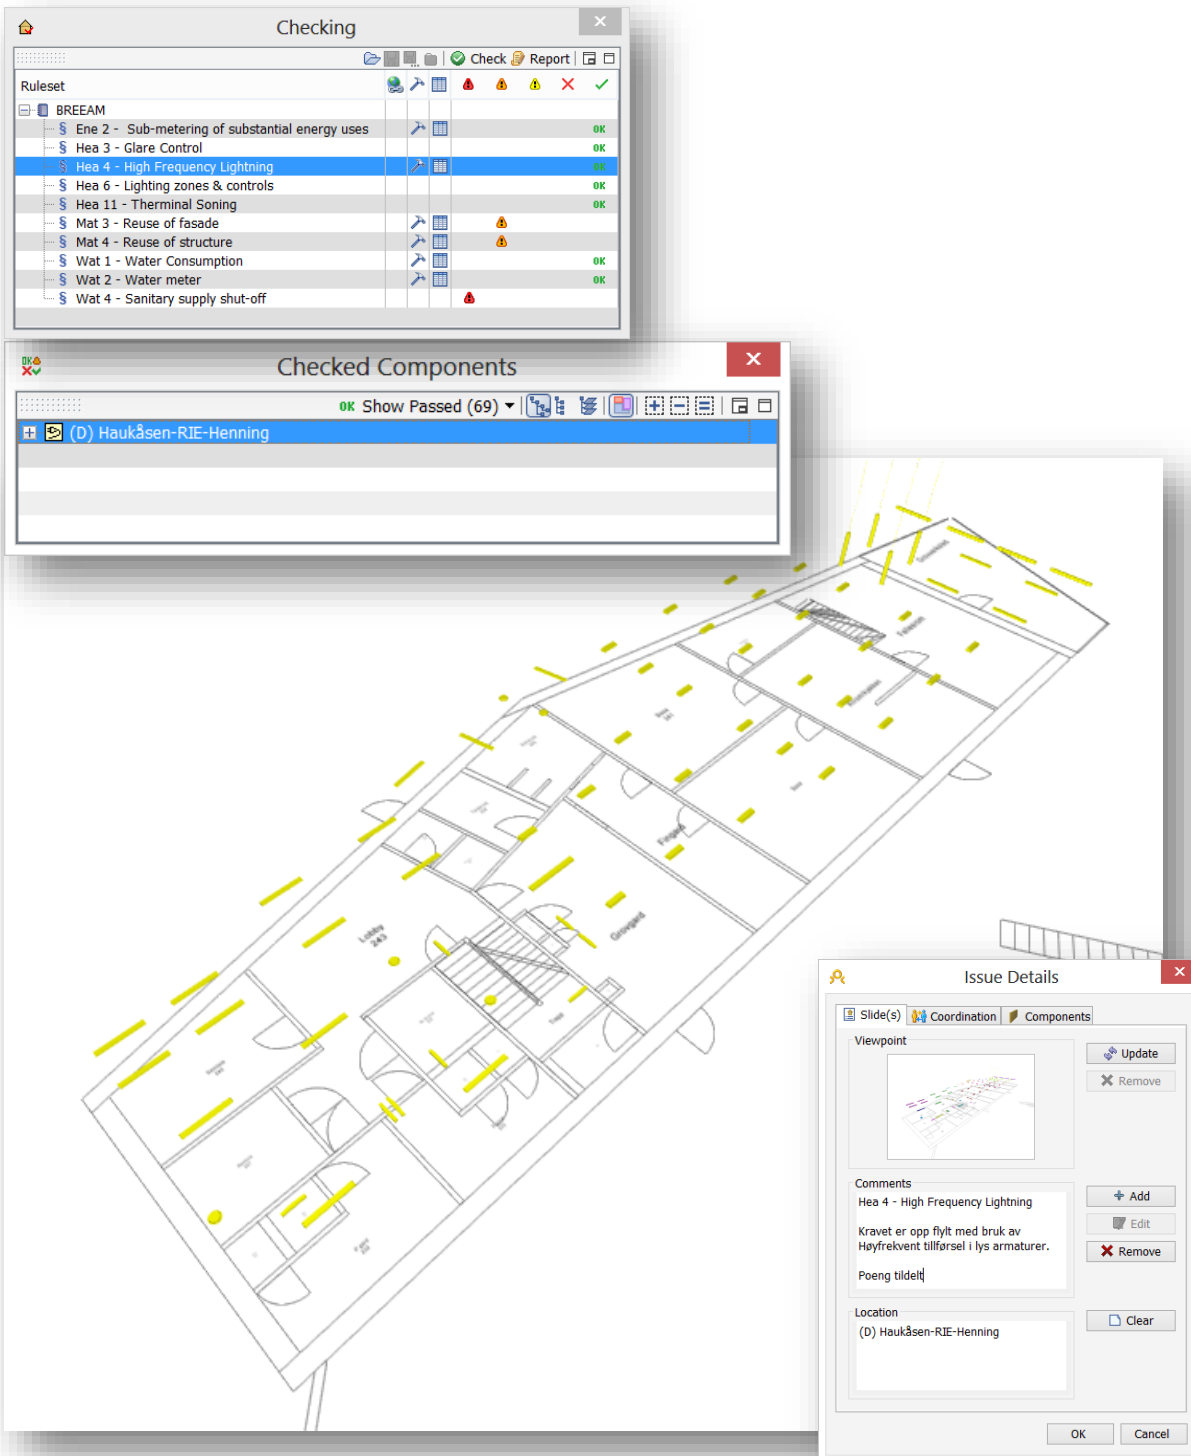 Checking
Check Report
Ruleset
BREEAM
§ Ene 2 - Sub-metering of substantial energy uses OK
§ Hea 3 - Glare Control OK
§ Hea 4 - High Frequency Lightning OK
§ Hea 6 - Lighting zones & controls OK
§ Hea 11 - Therminal Soning OK
§ Mat 3 - Reuse of fasade
§ Mat 4 - Reuse of structure
§ Wat 1 - Water Consumption OK
§ Wat 2 - Water meter OK
§ Wat 4 - Sanitary supply shut-off
Checked Components
OK Show Passed (69)
(D) Haukåsen-RIE-Henning
Fingard
Grovgard
Lobby
243
Issue Details
Slide(s) Coordination Components
Viewpoint
Update
Remove
Comments
Hea 4 - High Frequency Lightning
Kravet er opp flylt med bruk av
Høyfrekvent tillførsel i lys armaturer.
Poeng tildelt
Add
Edit
Remove
Location
(D) Haukåsen-RIE-Henning
Clear
OK Cancel